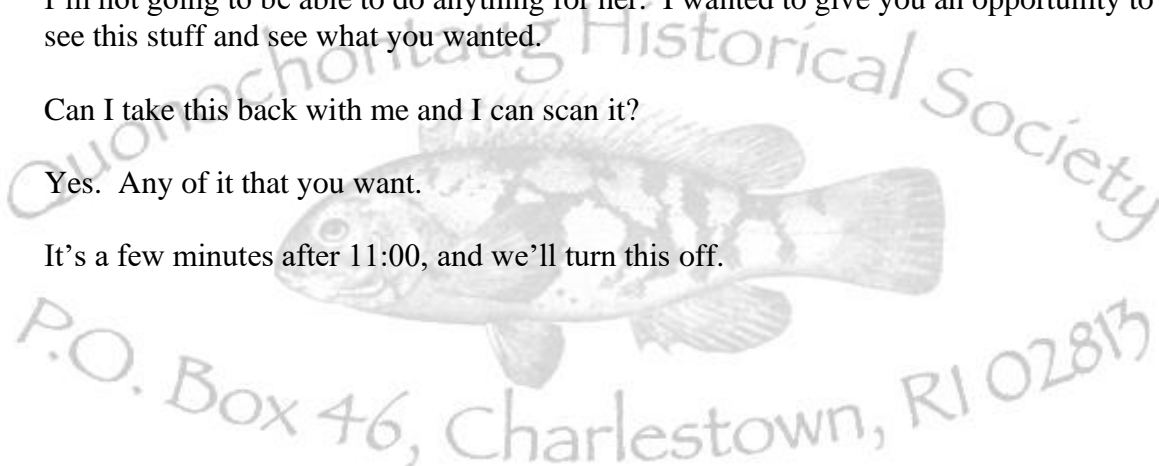 I'm not going to be able to do anything for her. I wanted to give you an opportunity to
see this stuff and see what you wanted.
Quonochontaug Historical Society
Can I take this back with me and I can scan it?
Yes. Any of it that you want.
It's a few minutes after 11:00, and we'll turn this off.
P.O. Box 46, Charlestown, RI 02813